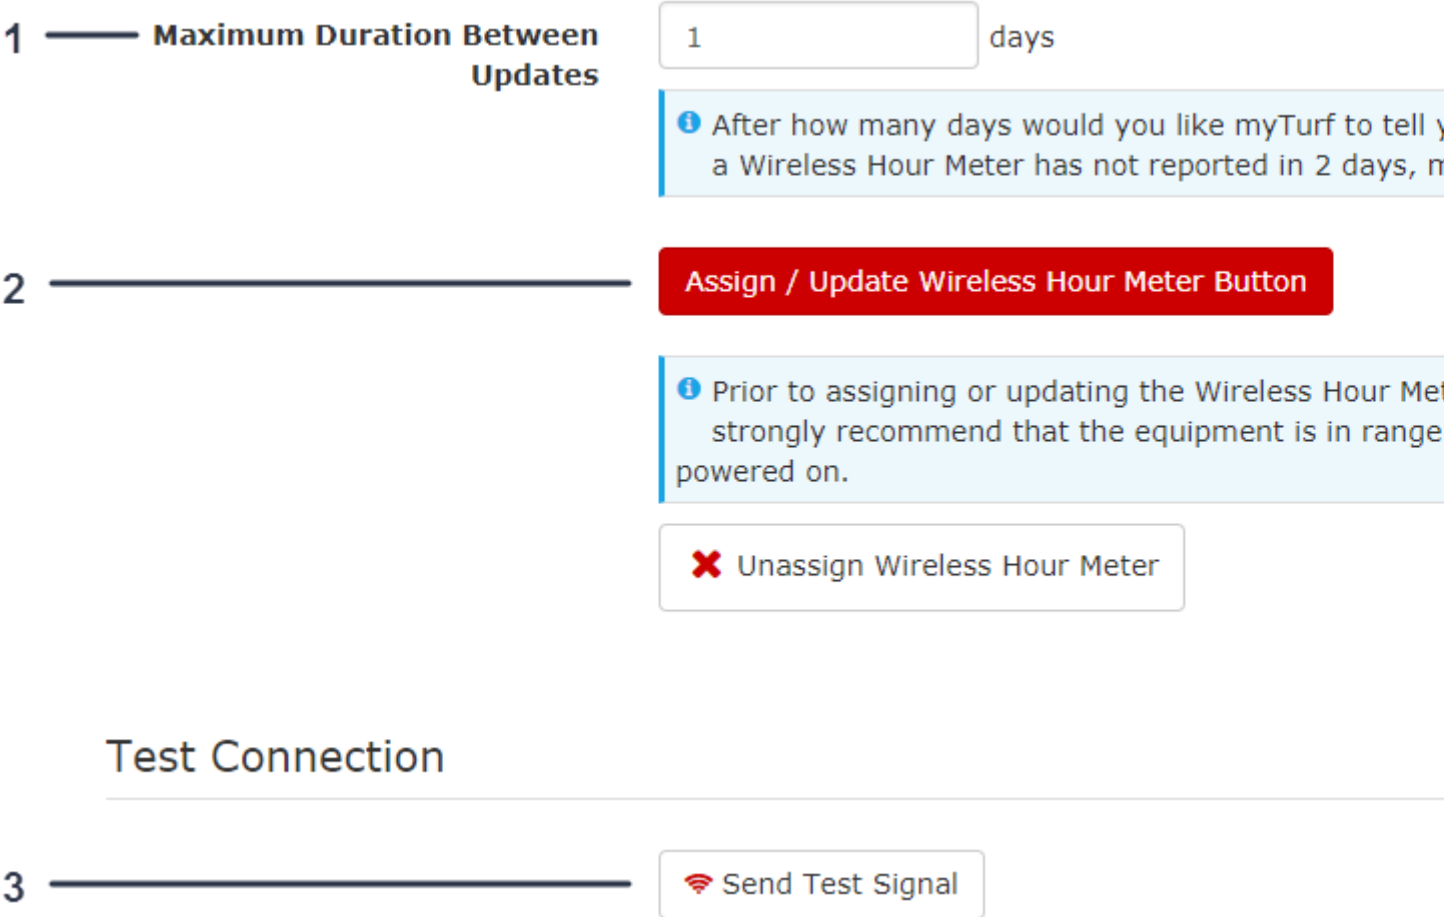 1 Maximum Duration Between 1 days
Updates
After how many days would you like myTurf to tell
a Wireless Hour Meter has not reported in 2 days,
2 Assign / Update Wireless Hour Meter Button
Prior to assigning or updating the Wireless Hour
strongly recommend that the equipment is in range
powered on.
Unassign Wireless Hour Meter
Test Connection
3 Send Test Signal